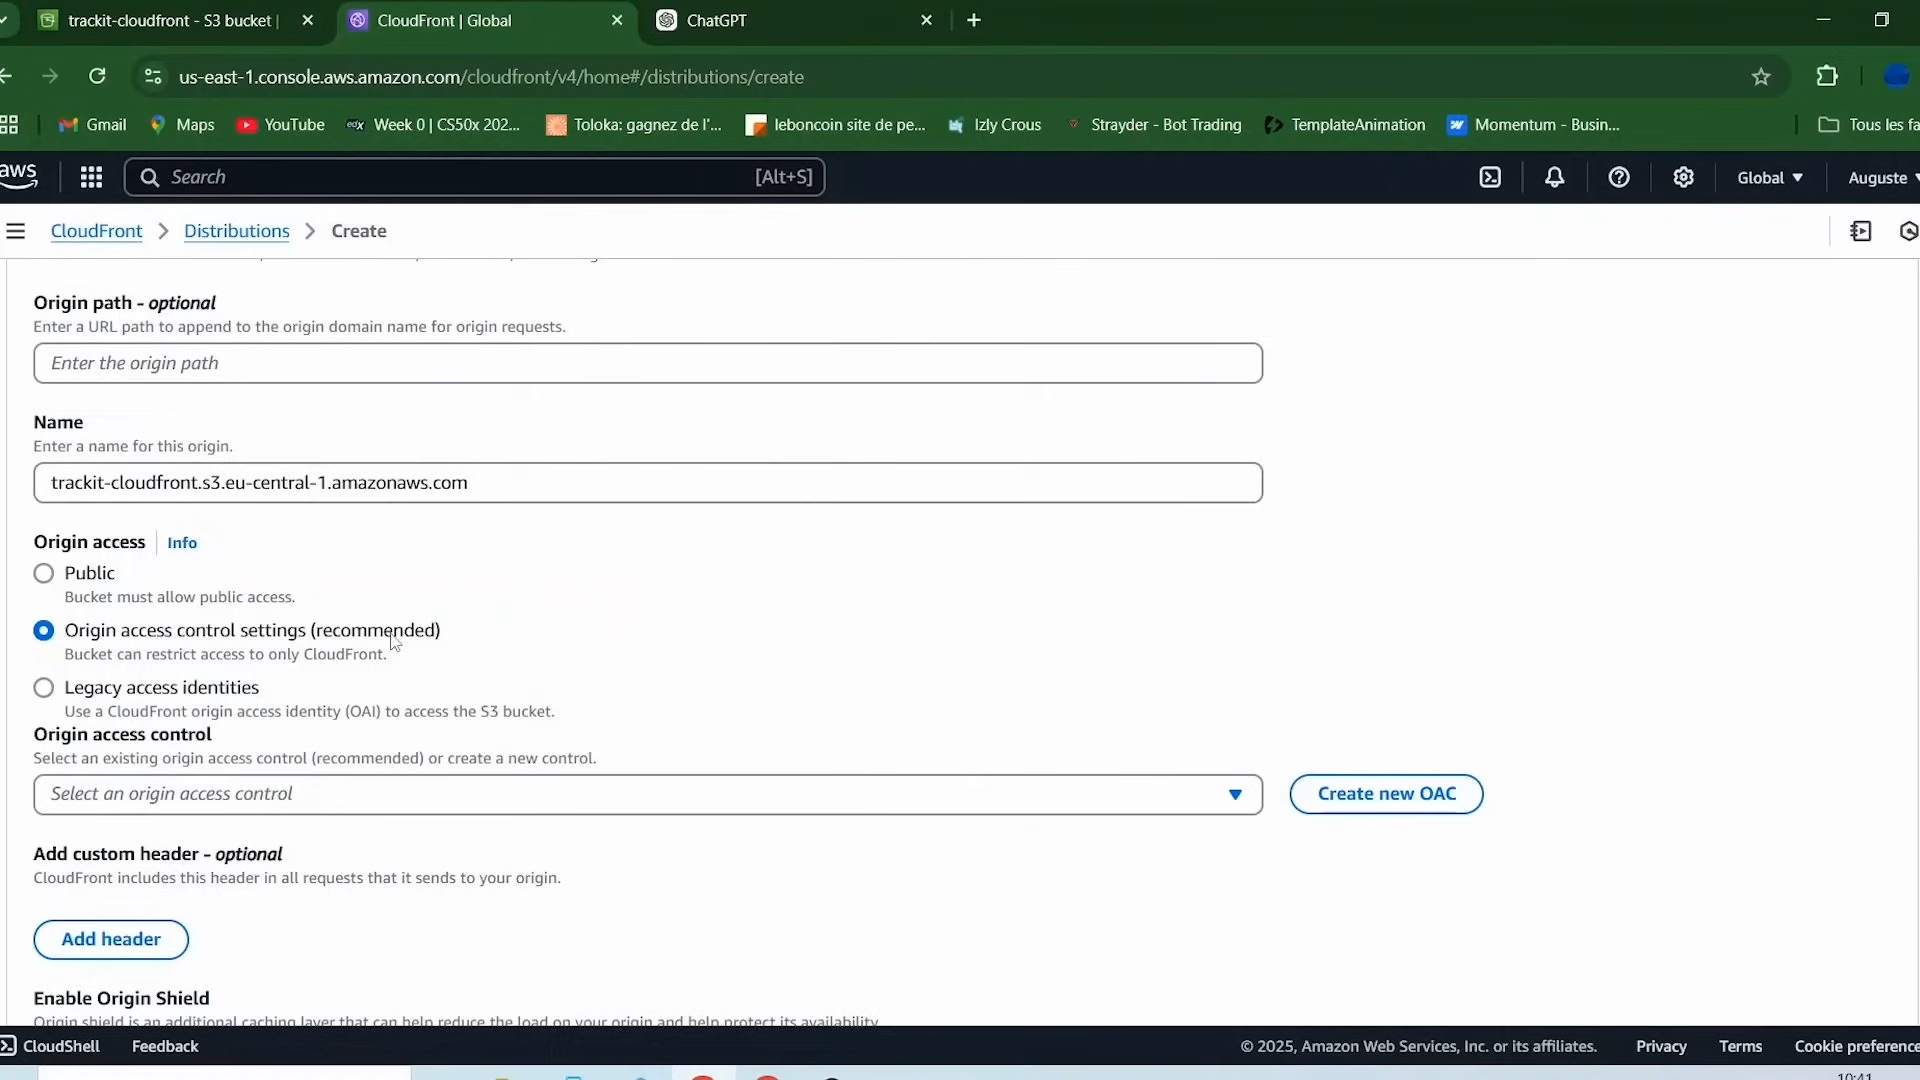 trackit-cloudfront - S3 bucket |
CloudFront | Global
ChatGPT
us-east-1.console.aws.amazon.com/cloudfront/v4/home#/distributions/create
Gmail
Maps
YouTube
edx
Week 0 | CS50x 202...
Toloka: gagnez de l'...
leboncoin site de pe...
Izly Crous
Strayder - Bot Trading
TemplateAnimation
Momentum - Busin...
Tous les fa
aws
Search
[Alt+S]
Global
Auguste
CloudFront
Distributions
Create
Origin path - optional
Enter a URL path to append to the origin domain name for origin requests.
Enter the origin path
Name
Enter a name for this origin.
trackit-cloudfront.s3.eu-central-1.amazonaws.com
Origin access
Info
Public
Bucket must allow public access.
Origin access control settings (recommended)
Bucket can restrict access to only CloudFront.
Legacy access identities
Use a CloudFront origin access identity (OAI) to access the S3 bucket.
Origin access control
Select an existing origin access control (recommended) or create a new control.
Select an origin access control
Create new OAC
Add custom header - optional
CloudFront includes this header in all requests that it sends to your origin.
Add header
Enable Origin Shield
Origin shield is an additional caching layer that can help reduce the load on your origin and help protect its availability.
CloudShell
Feedback
© 2025, Amazon Web Services, Inc. or its affiliates.
Privacy
Terms
Cookie preference
10:41